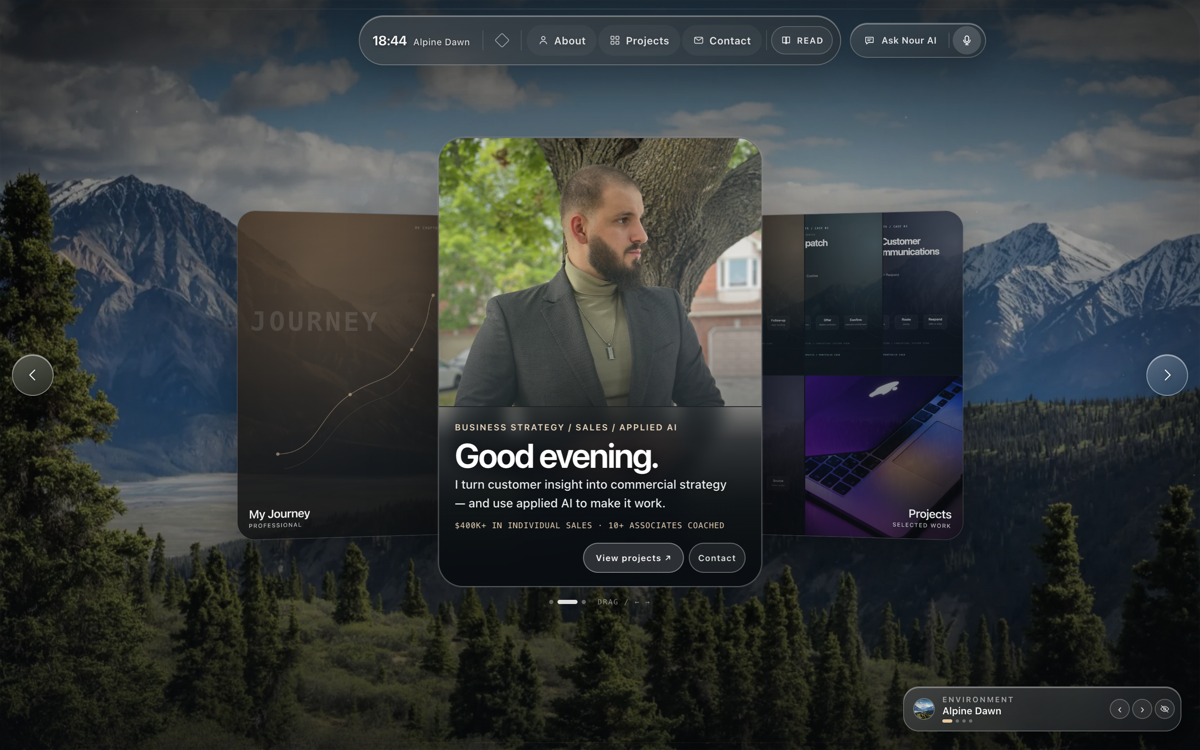 18:44 Alpine Dawn
About
Projects
Contact
READ
Ask Nour AI
JOURNEY
My Journey
PROFESSIONAL
BUSINESS STRATEGY / SALES / APPLIED AI
Good evening.
I turn customer insight into commercial strategy
— and use applied AI to make it work.
$400K+ IN INDIVIDUAL SALES · 10+ ASSOCIATES COACHED
View projects ↗
Contact
patch
Customer
mmunications
Projects
SELECTED WORK
DRAG / ← →
ENVIRONMENT
Alpine Dawn